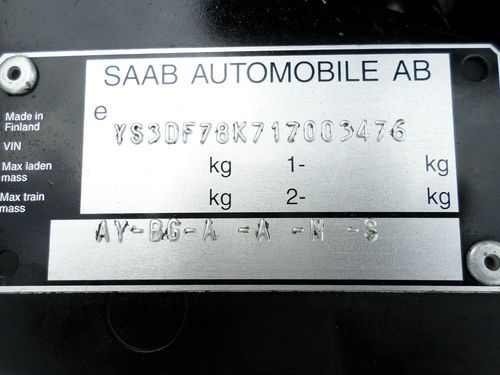 SAAB AUTOMOBILE AB
e
Made in
Finland
VIN YS3DF78K717003476
Max laden
mass kg 1- kg
Max train
mass kg 2- kg
AY-BG-A -A -N -S